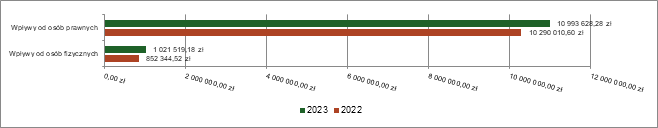 Wpływy od osób prawnych
10 993 628,28 zł
10 290 010,60 zł
Wpływy od osób fizycznych
1 021 519,18 zł
852 344,52 zł
0,00 zł
2 000 000,00 zł
4 000 000,00 zł
6 000 000,00 zł
8 000 000,00 zł
10 000 000,00 zł
12 000 000,00 zł
2023 2022